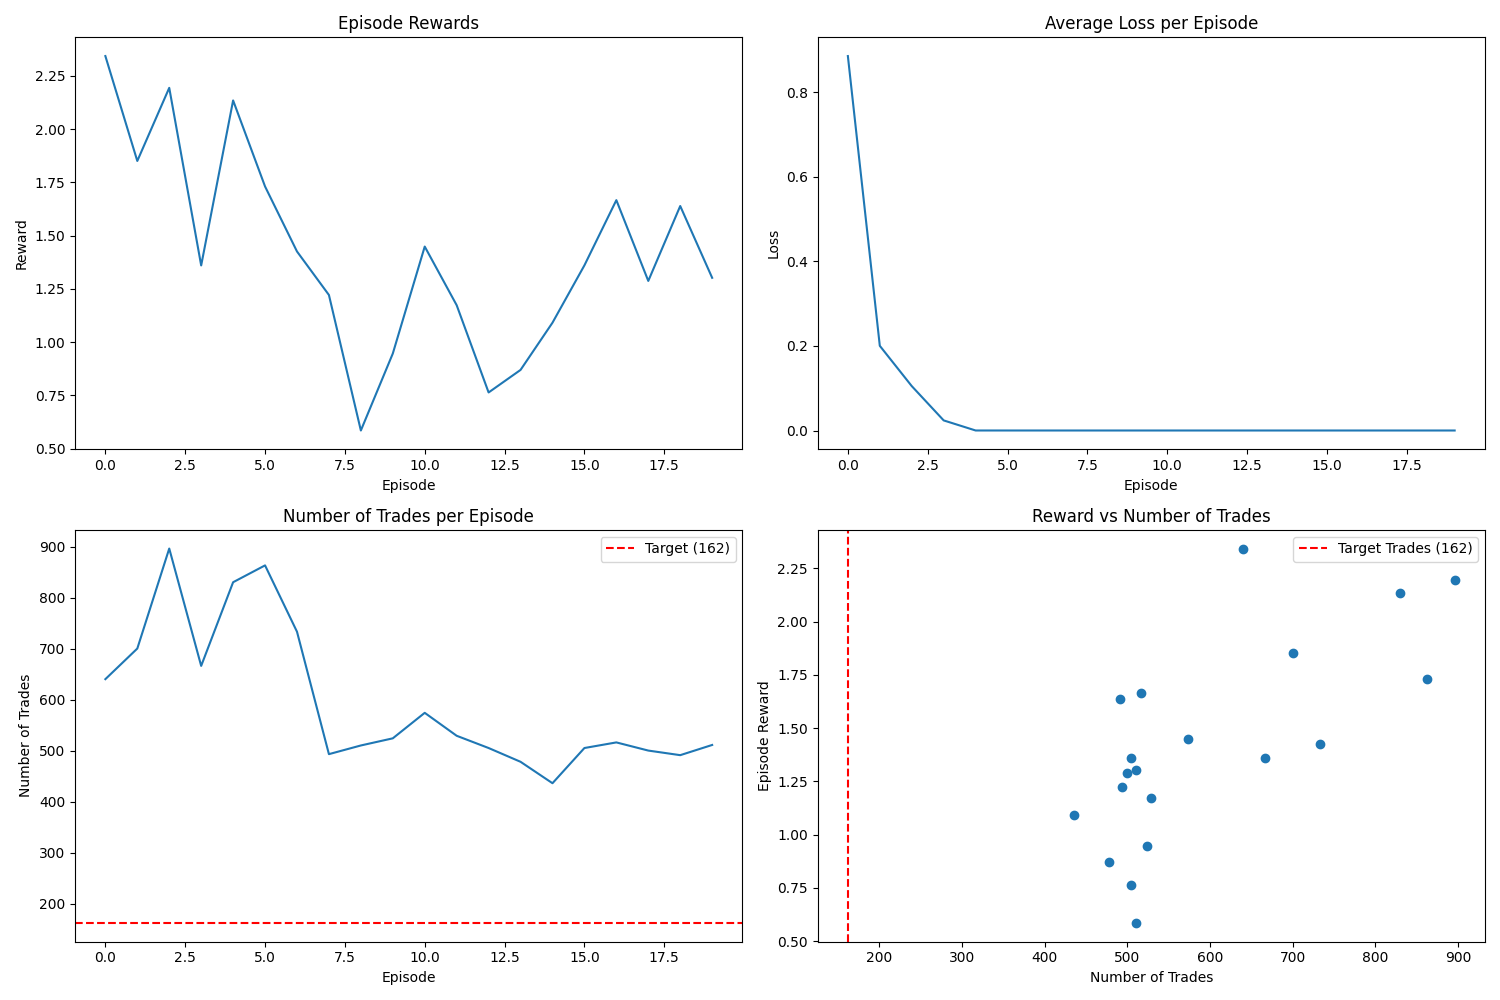 Episode Rewards
Reward
2.25
2.00
1.75
1.50
1.25
1.00
0.75
0.50
0.0 2.5 5.0 7.5 10.0 12.5 15.0 17.5
Episode
Average Loss per Episode
Loss
0.8
0.6
0.4
0.2
0.0
0.0 2.5 5.0 7.5 10.0 12.5 15.0 17.5
Episode
Number of Trades per Episode
Target (162)
Number of Trades
900
800
700
600
500
400
300
200
0.0 2.5 5.0 7.5 10.0 12.5 15.0 17.5
Episode
Reward vs Number of Trades
Target Trades (162)
Episode Reward
2.25
2.00
1.75
1.50
1.25
1.00
0.75
0.50
200 300 400 500 600 700 800 900
Number of Trades